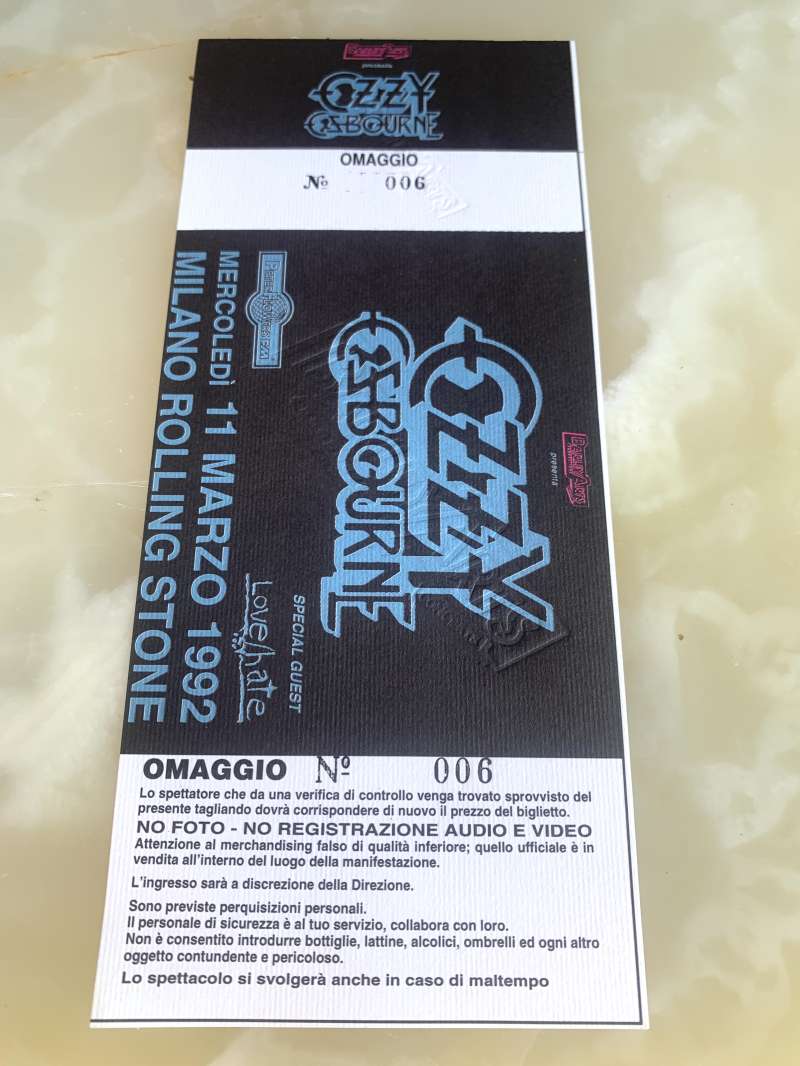 BARLEY ARTS
presenta
OZZY
OSBOURNE
OMAGGIO
Nº 006
BARLEY ARTS
presenta
OZZY
OSBOURNE
SPECIAL GUEST
Love/hate
MERCOLEDÌ 11 MARZO 1992
MILANO ROLLING STONE
OMAGGIO Nº 006
Lo spettatore che da una verifica di controllo venga trovato sprovvisto del
presente tagliando dovrà corrispondere di nuovo il prezzo del biglietto.
NO FOTO - NO REGISTRAZIONE AUDIO E VIDEO
Attenzione al merchandising falso di qualità inferiore; quello ufficiale è in
vendita all'interno del luogo della manifestazione.
L'ingresso sarà a discrezione della Direzione.
Sono previste perquisizioni personali.
Il personale di sicurezza è al tuo servizio, collabora con loro.
Non è consentito introdurre bottiglie, lattine, alcolici, ombrelli ed ogni altro
oggetto contundente e pericoloso.
Lo spettacolo si svolgerà anche in caso di maltempo